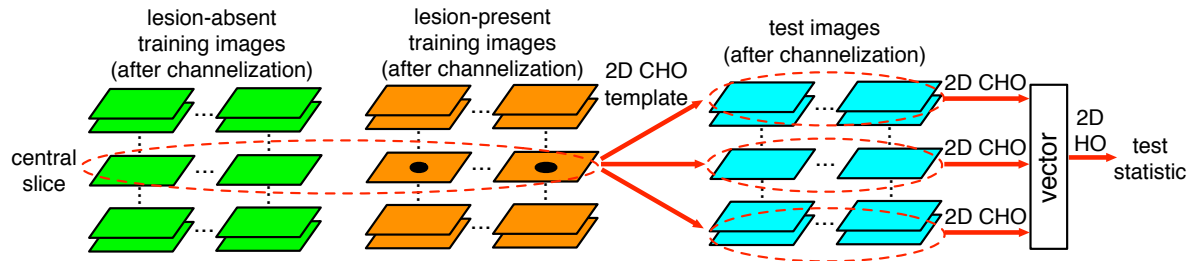 lesion-absent
training images
(after channelization)
lesion-present
training images
(after channelization)
2D CHO
template
test images
(after channelization)
central
slice
2D CHO
2D CHO
2D CHO
vector
2D
HO
test
statistic
...
...
...
...
...
...
...
...
...